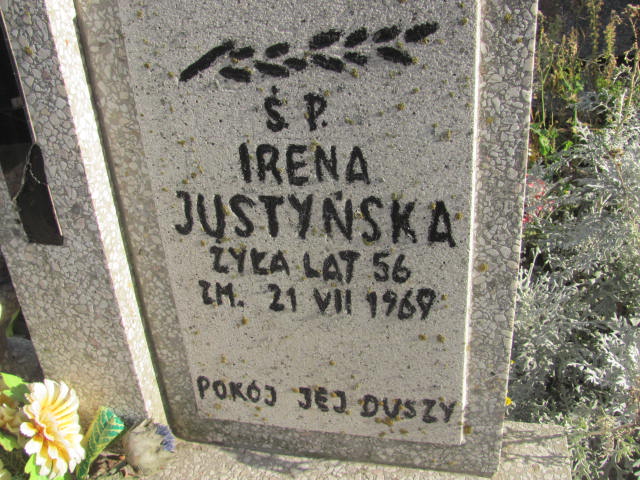 Ś. P.
IRENA
JUSTYŃSKA
ŻYŁA LAT 56
ZM. 21 VII 1969
POKÓJ JEJ DUSZY